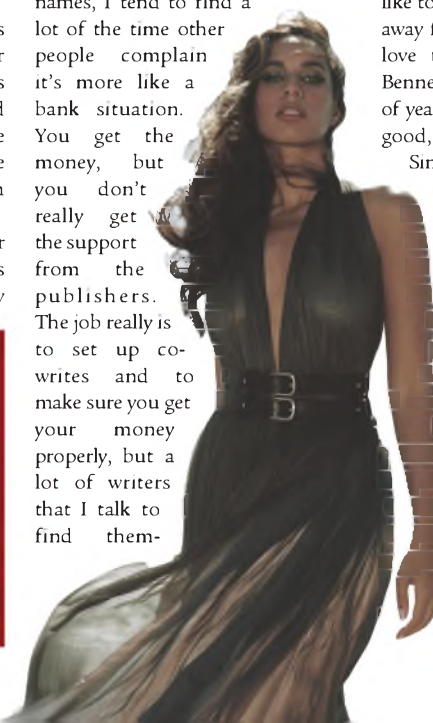 names, I tend to find a
lot of the time other
people complain
it's more like a
bank situation.
You get the
money, but
you don't
really get
the support
from the
publishers.
The job really is
to set up co-
writes and to
make sure you get
your money
properly, but a
lot of writers
that I talk to
find them-
like to
away f
love t
Benne
of yea
good,
Sin